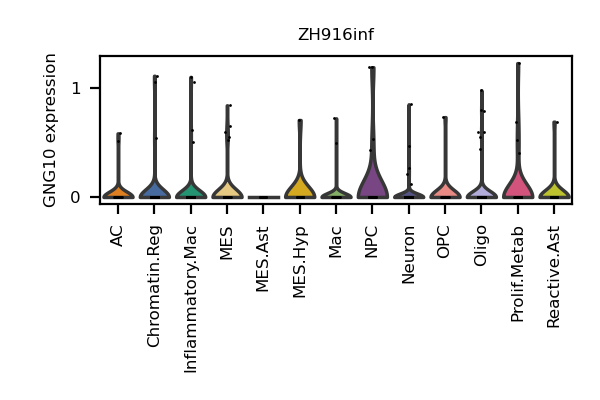 ZH916inf
GNG10 expression
1
0
AC
Chromatin.Reg
Inflammatory.Mac
MES
MES.Ast
MES.Hyp
Mac
NPC
Neuron
OPC
Oligo
Prolif.Metab
Reactive.Ast